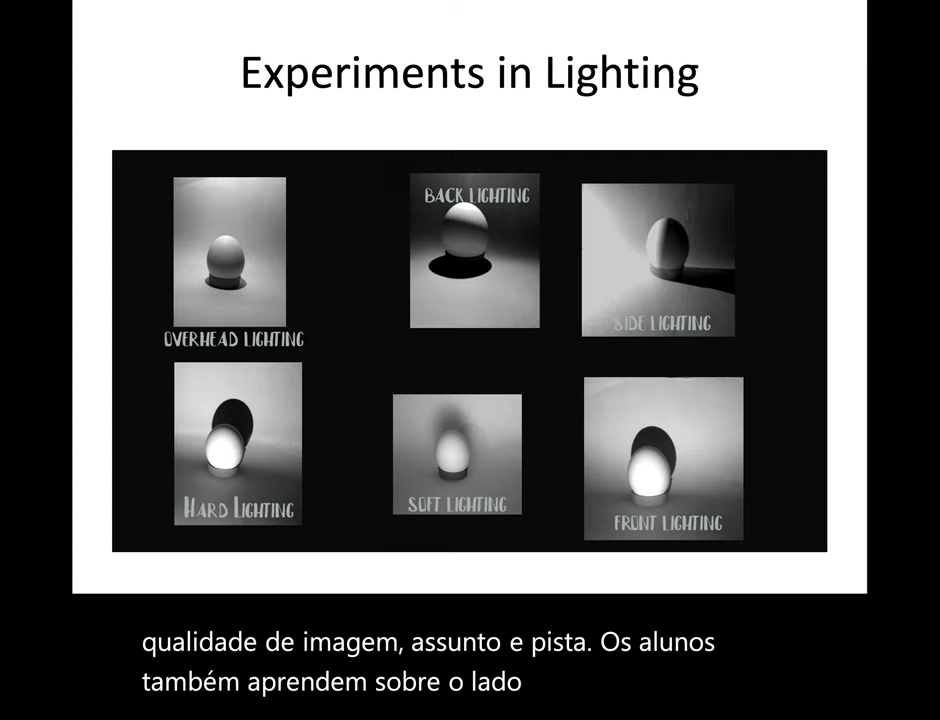 Experiments in Lighting
BACK LIGHTING
SIDE LIGHTING
OVERHEAD LIGHTING
HARD LIGHTING
SOFT LIGHTING
FRONT LIGHTING
qualidade de imagem, assunto e pista. Os alunos
também aprendem sobre o lado